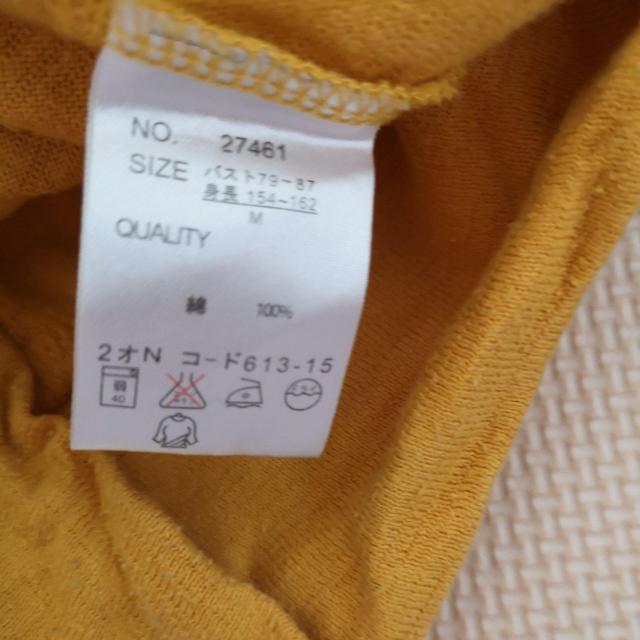 NO. 27461
SIZE バスト79~87
身長 154~162
M
QUALITY
綿 100%
2オN コード613-15
弱
40